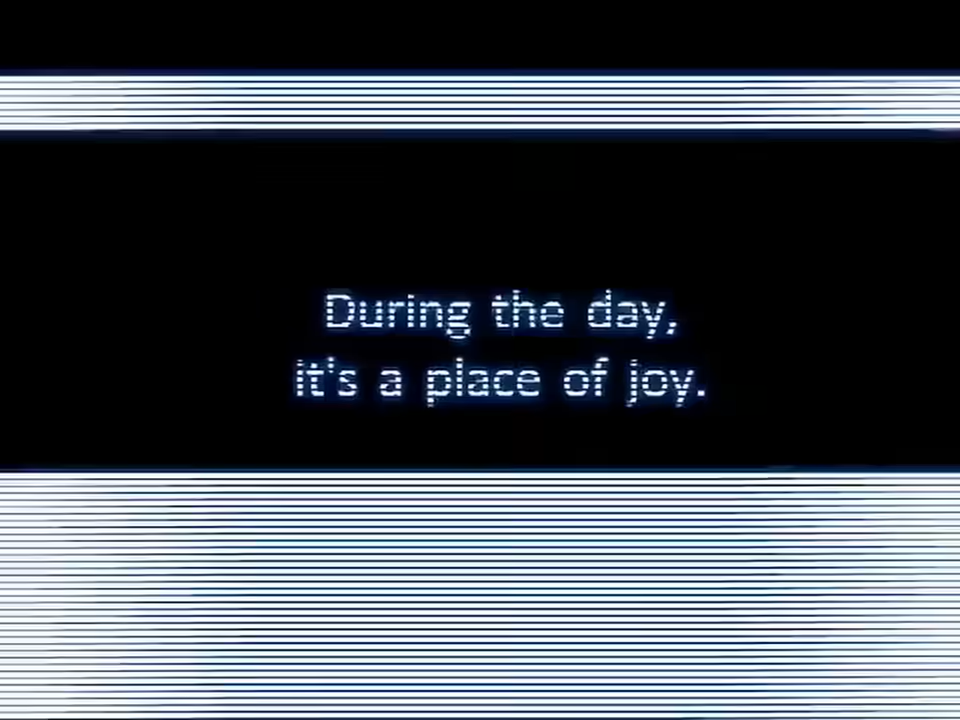 During the day,
it's a place of joy.